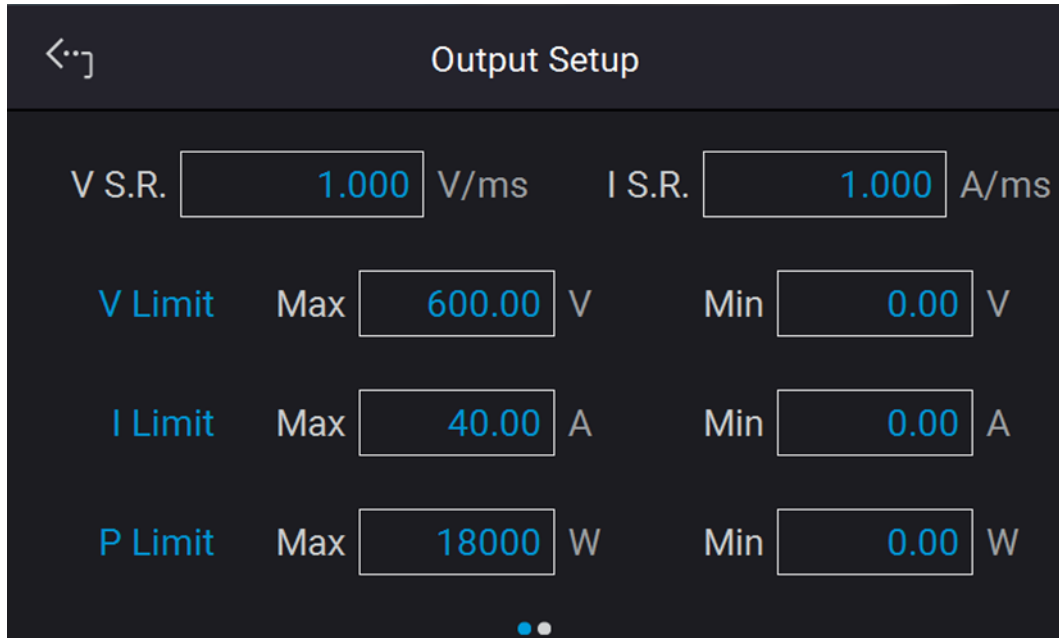 Output Setup
V S.R. 1.000 V/ms I S.R. 1.000 A/ms
V Limit Max 600.00 V Min 0.00 V
I Limit Max 40.00 A Min 0.00 A
P Limit Max 18000 W Min 0.00 W